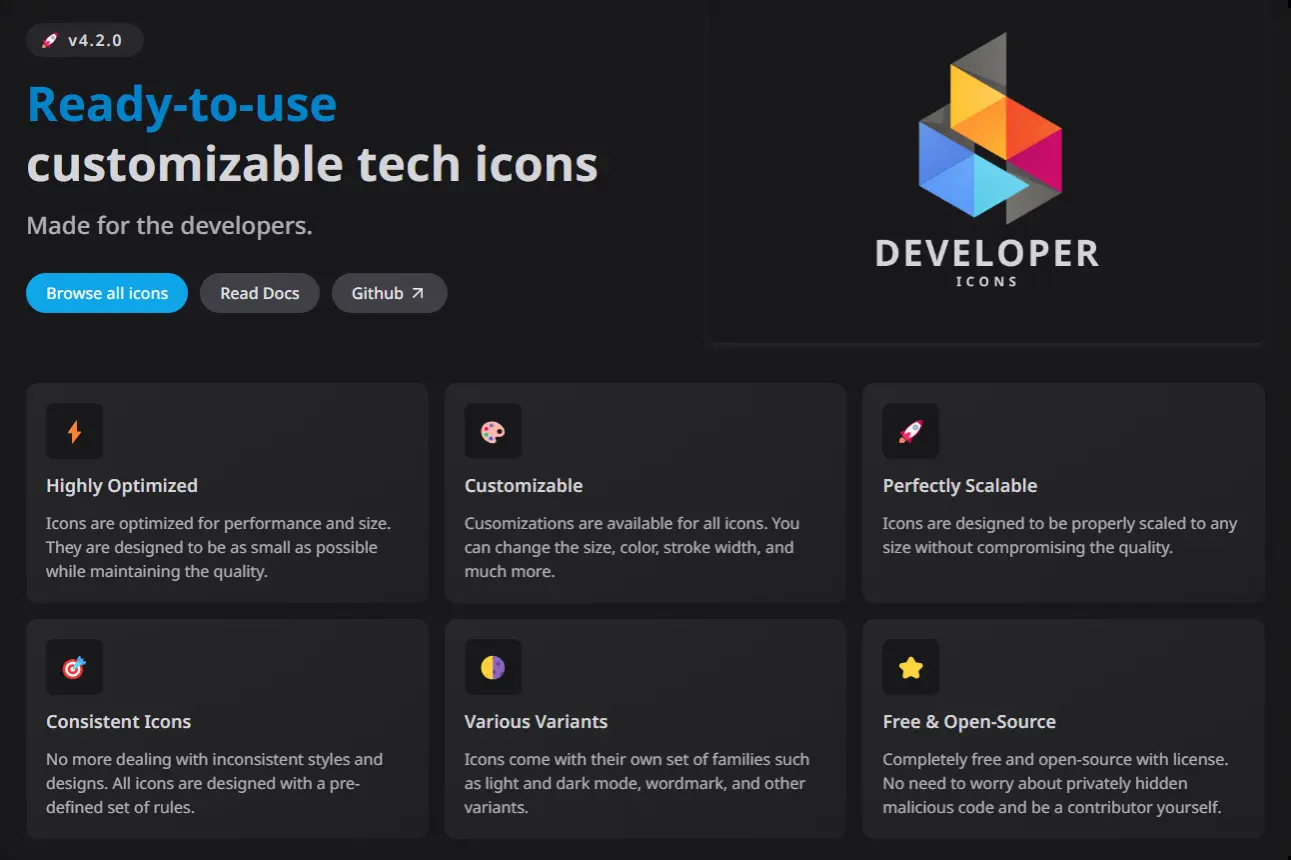 v4.2.0
Ready-to-use
customizable tech icons
Made for the developers.
Browse all icons
Read Docs
Github
DEVELOPER
ICONS
Highly Optimized
Icons are optimized for performance and size.
They are designed to be as small as possible
while maintaining the quality.
Customizable
Cusomizations are available for all icons. You
can change the size, color, stroke width, and
much more.
Perfectly Scalable
Icons are designed to be properly scaled to any
size without compromising the quality.
Consistent Icons
No more dealing with inconsistent styles and
designs. All icons are designed with a pre-
defined set of rules.
Various Variants
Icons come with their own set of families such
as light and dark mode, wordmark, and other
variants.
Free & Open-Source
Completely free and open-source with license.
No need to worry about privately hidden
malicious code and be a contributor yourself.